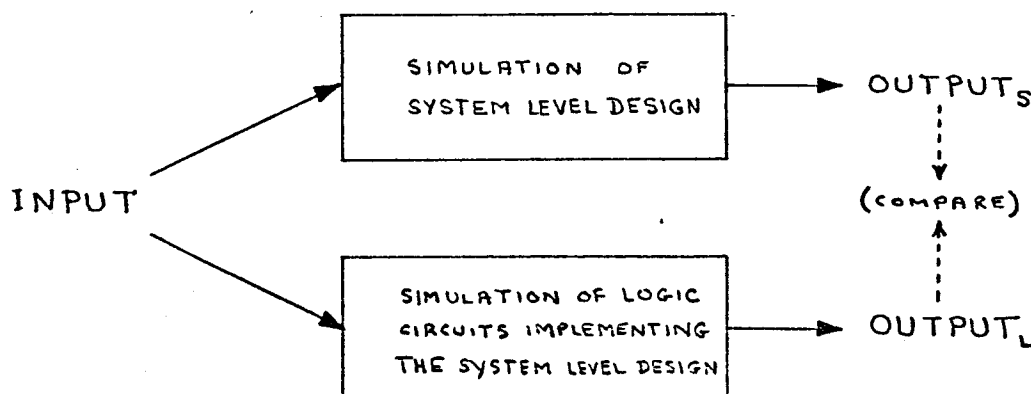 SIMULATION OF
SYSTEM LEVEL DESIGN
OUTPUTS
INPUT
(COMPARE)
SIMULATION OF LOGIC
CIRCUITS IMPLEMENTING
THE SYSTEM LEVEL DESIGN
OUTPUTL